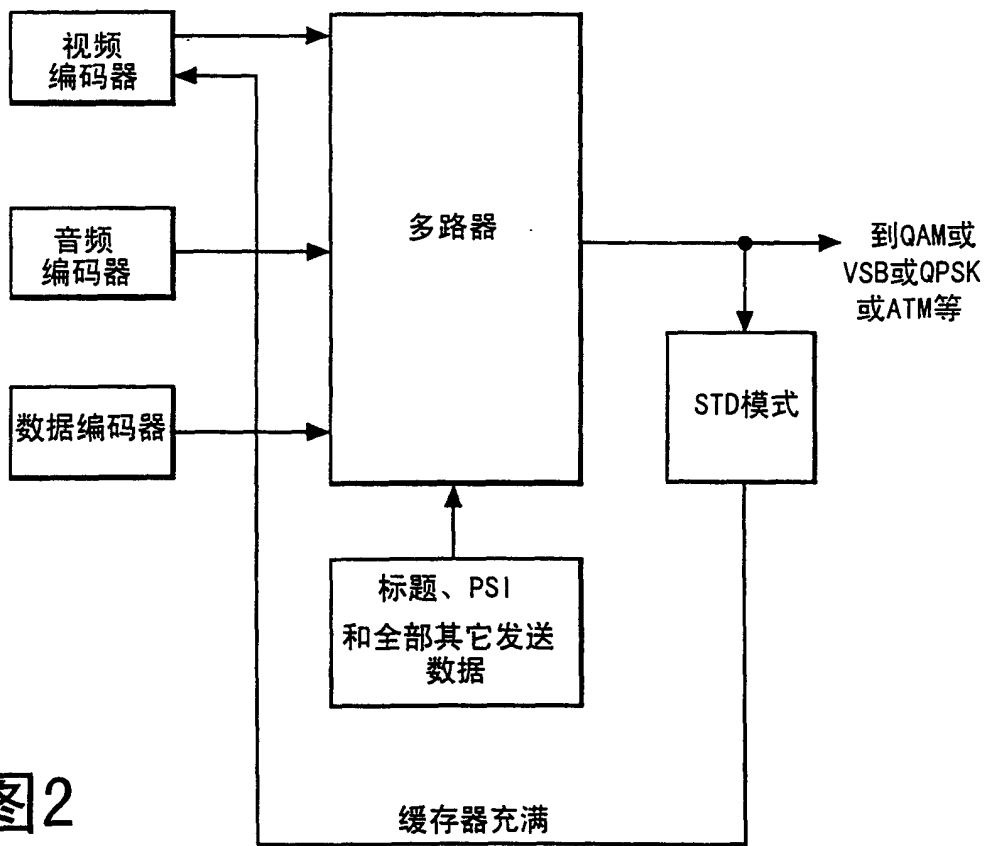 视频
编码器
音频
编码器
数据编码器
多路器
到QAM或
VSB或QPSK
或ATM等
STD模式
标题、PSI
和全部其它发送
数据
缓存器充满
图2